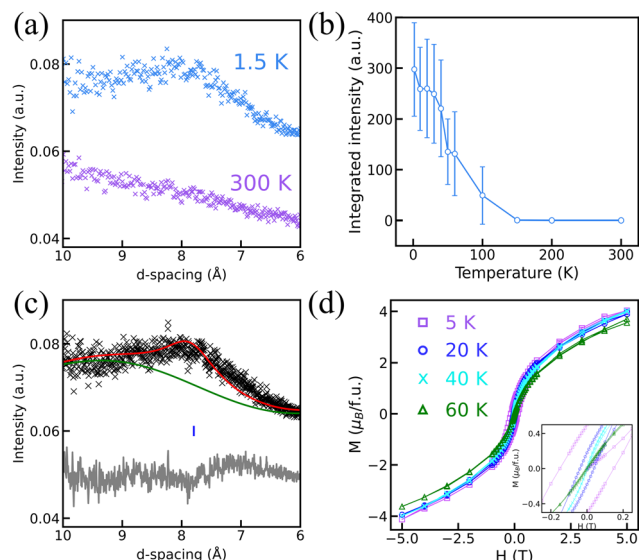 (a)
1.5 K
300 K
Intensity (a.u.)
0.08
0.06
0.04
10 9 8 7 6
d-spacing (Å)
(b)
Integrated intensity (a.u.)
400
300
200
100
0
0 100 200 300
Temperature (K)
(c)
Intensity (a.u.)
0.08
0.06
0.04
10 9 8 7 6
d-spacing (Å)
(d)
5 K
20 K
40 K
60 K
M (μB/f.u.)
4
2
0
−2
−4
−5.0 −2.5 0.0 2.5 5.0
H (T)
M (μB/f.u.)
0.4
0.0
−0.4
−0.2 0.0 0.2
H (T)